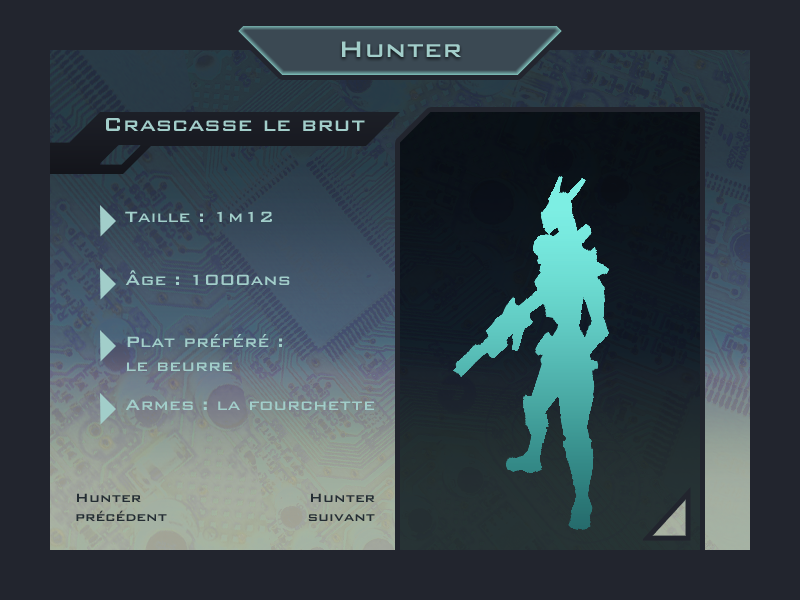 Hunter
Crascasse le brut
Taille : 1m12
Âge : 1000ans
Plat préféré :
le beurre
Armes : la fourchette
Hunter
précédent
Hunter
suivant